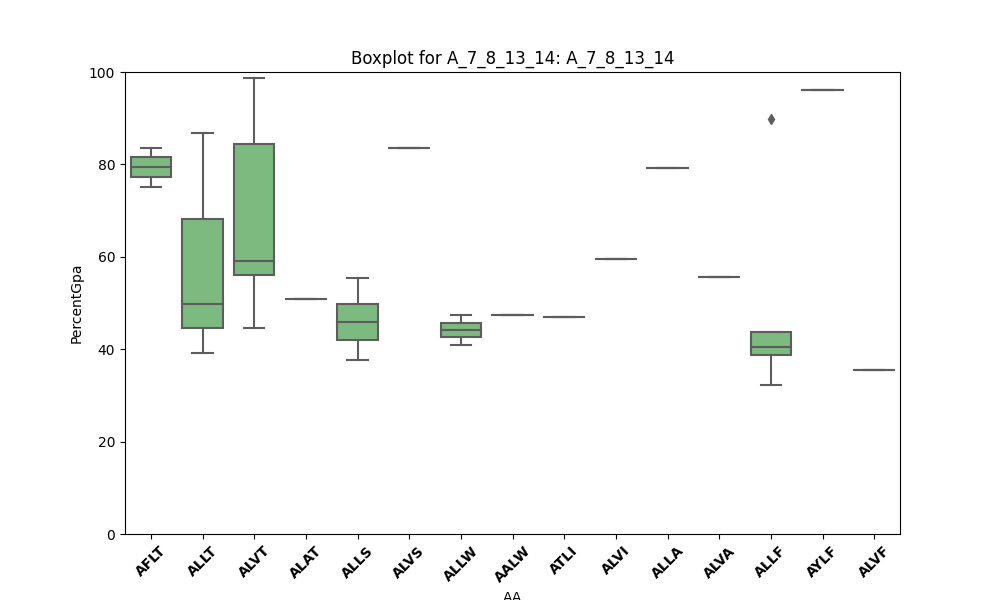 Boxplot for A_7_8_13_14: A_7_8_13_14
100
80
60
40
20
0
PercentGpa
AFLT
ALLT
ALVT
ALAT
ALLS
ALVS
ALLW
AALW
ATLI
ALVI
ALLA
ALVA
ALLF
AYLF
ALVF
AA